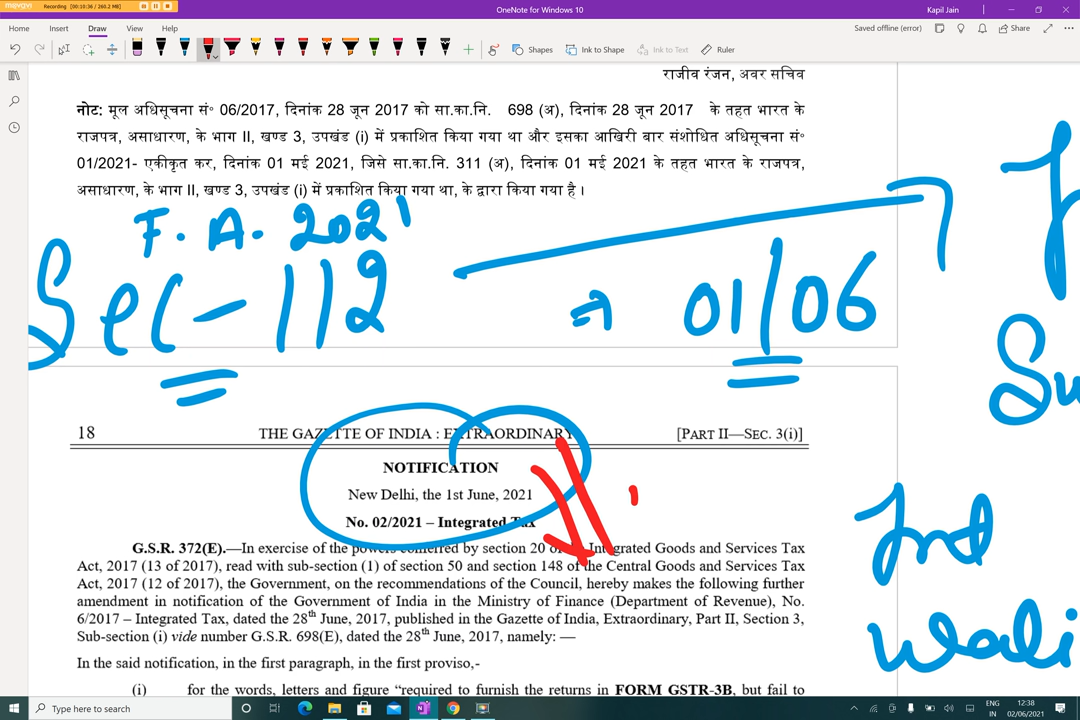 movavi Recording [00:10:36 / 260.2 MB]
OneNote for Windows 10
Kapil Jain
Home Insert Draw View Help
Saved offline (error)
Share
Shapes
Ink to Shape
Ink to Text
Ruler
राजीव रंजन, अवर सचिव
नोट: मूल अधिसूचना सं॰ 06/2017, दिनांक 28 जून 2017 को सा.का.नि. 698 (अ), दिनांक 28 जून 2017 के तहत भारत के
राजपत्र, असाधारण, के भाग II, खण्ड 3, उपखंड (i) में प्रकाशित किया गया था और इसका आखिरी बार संशोधित अधिसूचना सं॰
01/2021- एकीकृत कर, दिनांक 01 मई 2021, जिसे सा.का.नि. 311 (अ), दिनांक 01 मई 2021 के तहत भारत के राजपत्र,
असाधारण, के भाग II, खण्ड 3, उपखंड (i) में प्रकाशित किया गया था, के द्वारा किया गया है ।
F. A. 2021
Sec - 112 ⇒ 01/06
18 THE GAZETTE OF INDIA : EXTRAORDINARY [PART II—SEC. 3(i)]
NOTIFICATION
New Delhi, the 1st June, 2021
No. 02/2021 – Integrated Tax
G.S.R. 372(E).—In exercise of the powers conferred by section 20 of the Integrated Goods and Services Tax
Act, 2017 (13 of 2017), read with sub-section (1) of section 50 and section 148 of the Central Goods and Services Tax
Act, 2017 (12 of 2017), the Government, on the recommendations of the Council, hereby makes the following further
amendment in notification of the Government of India in the Ministry of Finance (Department of Revenue), No.
6/2017 – Integrated Tax, dated the 28th June, 2017, published in the Gazette of India, Extraordinary, Part II, Section 3,
Sub-section (i) vide number G.S.R. 698(E), dated the 28th June, 2017, namely: —
In the said notification, in the first paragraph, in the first proviso,-
(i) for the words, letters and figure “required to furnish the returns in FORM GSTR-3B, but fail to
Type here to search
ENG
IN
12:38
02/06/2021